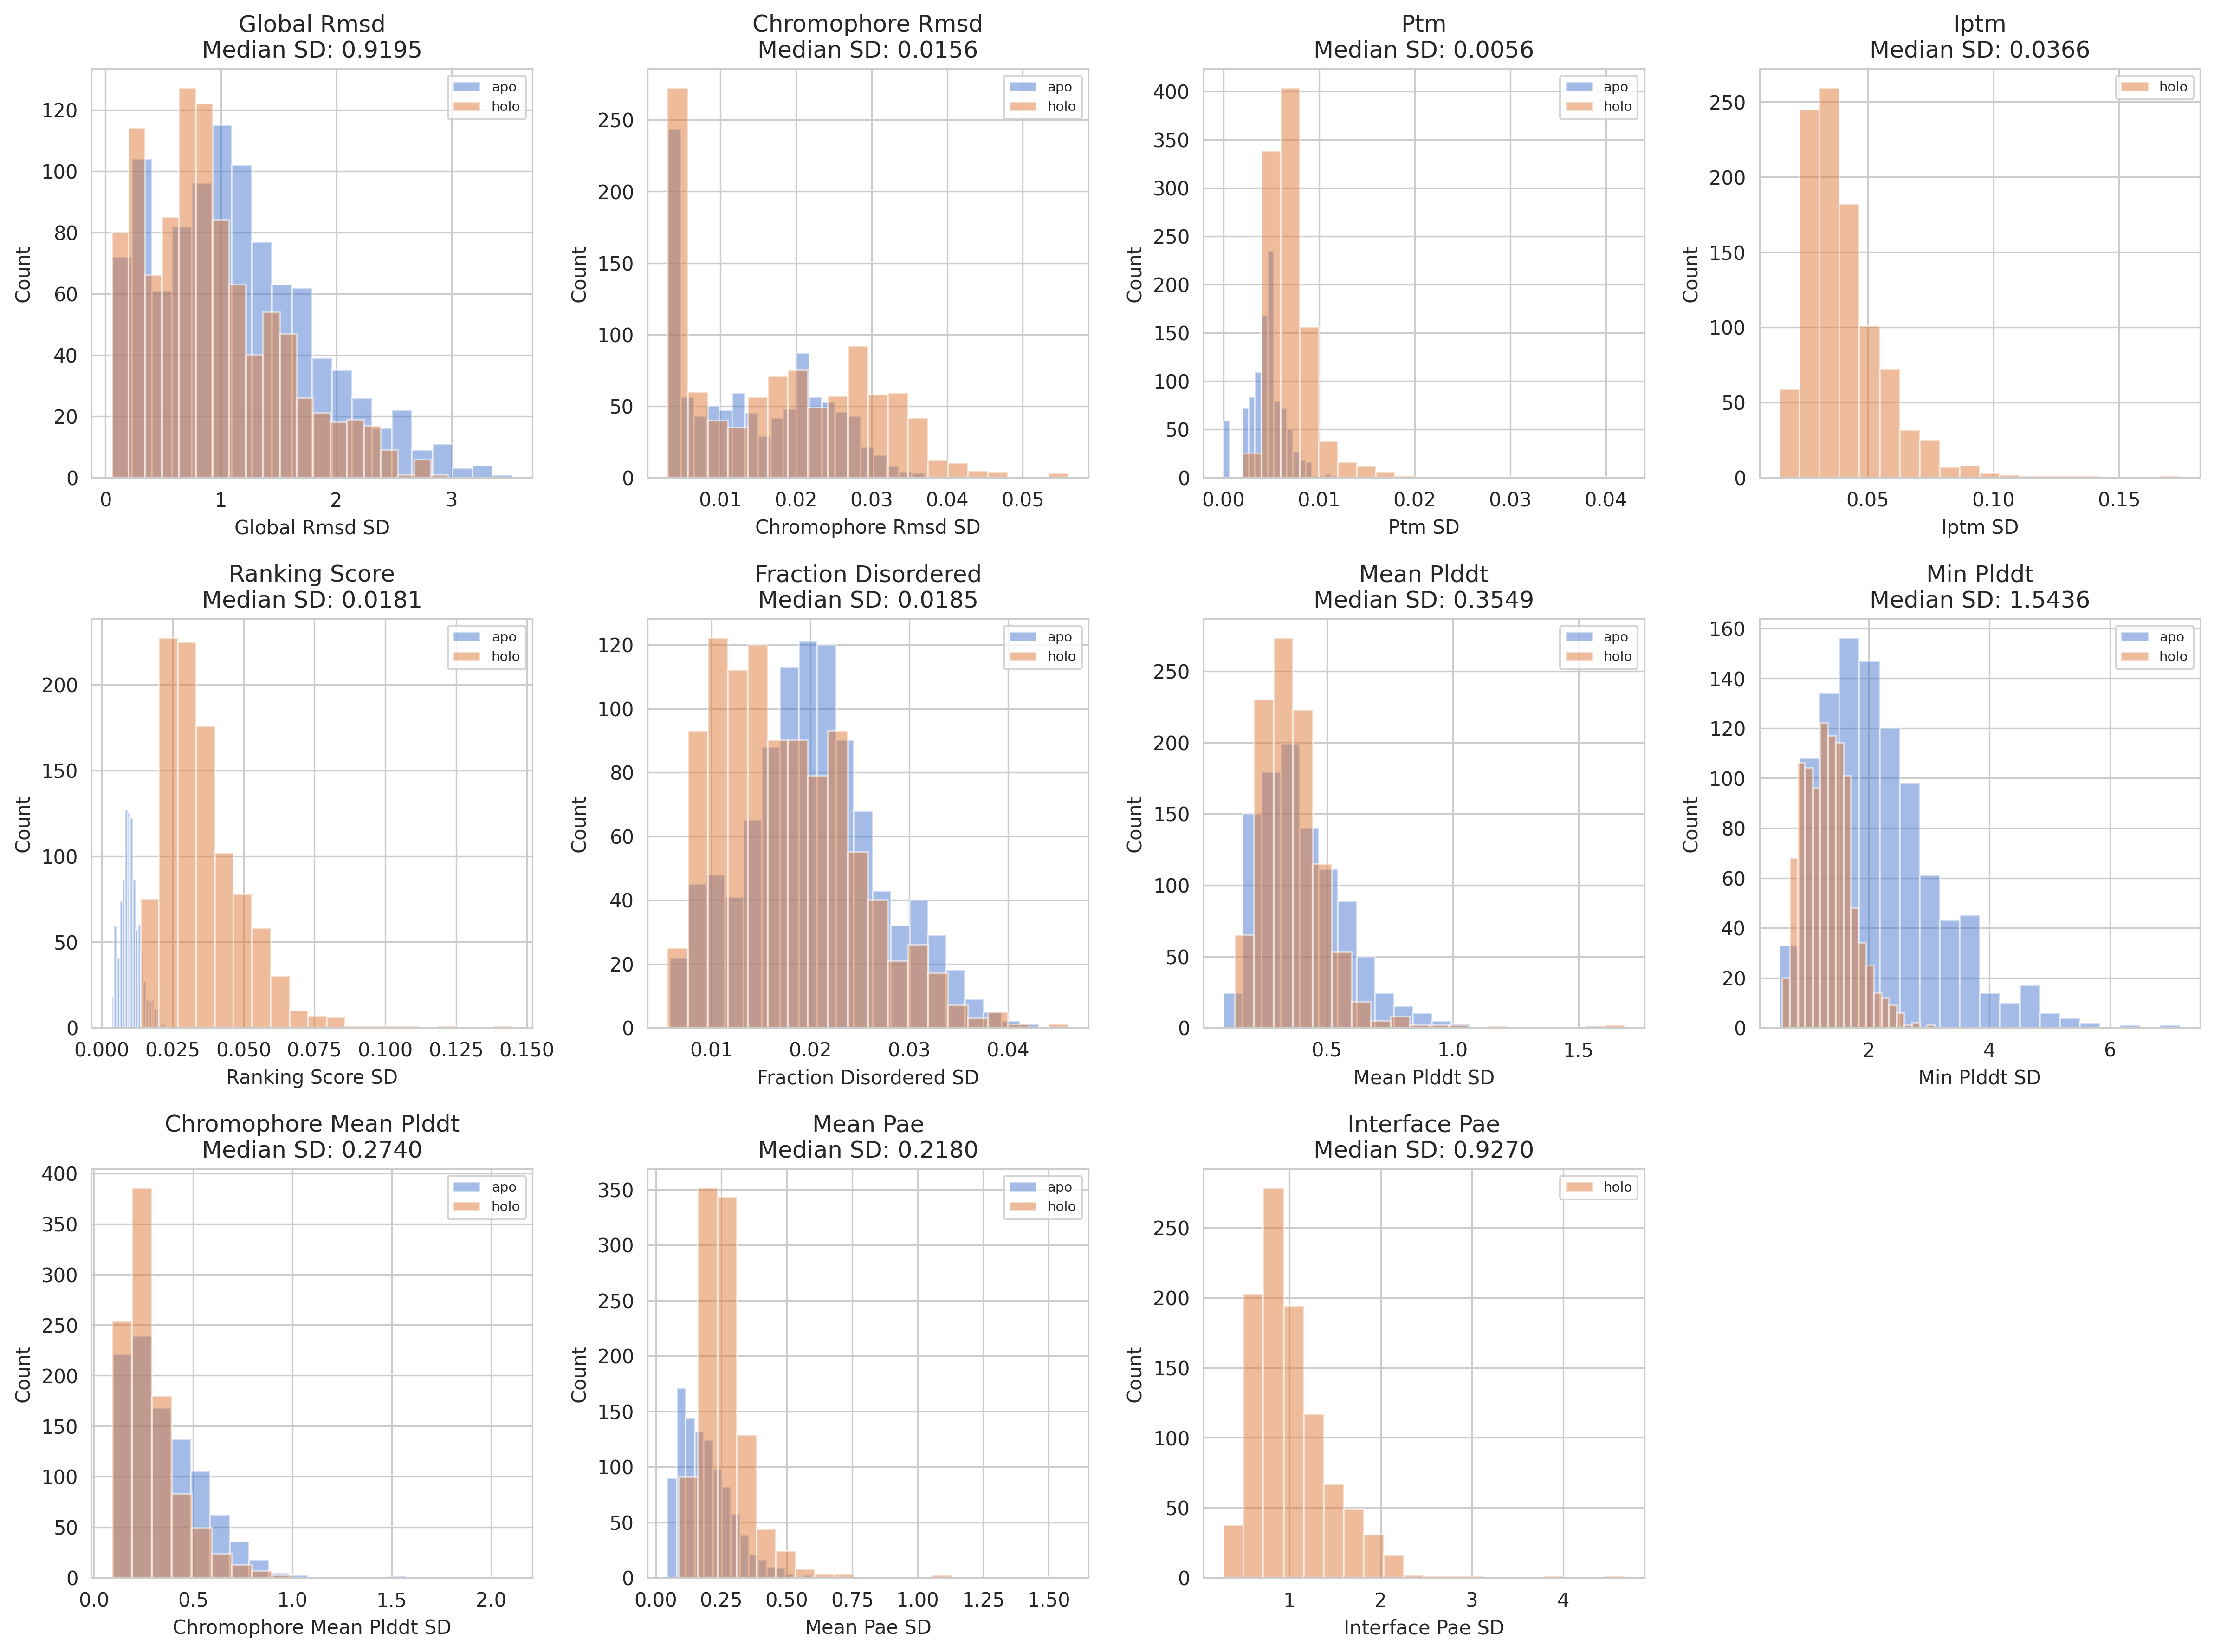 Global Rmsd
Median SD: 0.9195
apo
holo
Count
120
100
80
60
40
20
0
0
1
2
3
Global Rmsd SD
Chromophore Rmsd
Median SD: 0.0156
apo
holo
Count
250
200
150
100
50
0
0.01
0.02
0.03
0.04
0.05
Chromophore Rmsd SD
Ptm
Median SD: 0.0056
apo
holo
Count
400
350
300
250
200
150
100
50
0
0.00
0.01
0.02
0.03
0.04
Ptm SD
Iptm
Median SD: 0.0366
holo
Count
250
200
150
100
50
0
0.05
0.10
0.15
Iptm SD
Ranking Score
Median SD: 0.0181
apo
holo
Count
200
150
100
50
0
0.000
0.025
0.050
0.075
0.100
0.125
0.150
Ranking Score SD
Fraction Disordered
Median SD: 0.0185
apo
holo
Count
120
100
80
60
40
20
0
0.01
0.02
0.03
0.04
Fraction Disordered SD
Mean Plddt
Median SD: 0.3549
apo
holo
Count
250
200
150
100
50
0
0.5
1.0
1.5
Mean Plddt SD
Min Plddt
Median SD: 1.5436
apo
holo
Count
160
140
120
100
80
60
40
20
0
2
4
6
Min Plddt SD
Chromophore Mean Plddt
Median SD: 0.2740
apo
holo
Count
400
350
300
250
200
150
100
50
0
0.0
0.5
1.0
1.5
2.0
Chromophore Mean Plddt SD
Mean Pae
Median SD: 0.2180
apo
holo
Count
350
300
250
200
150
100
50
0
0.00
0.25
0.50
0.75
1.00
1.25
1.50
Mean Pae SD
Interface Pae
Median SD: 0.9270
holo
Count
250
200
150
100
50
0
1
2
3
4
Interface Pae SD